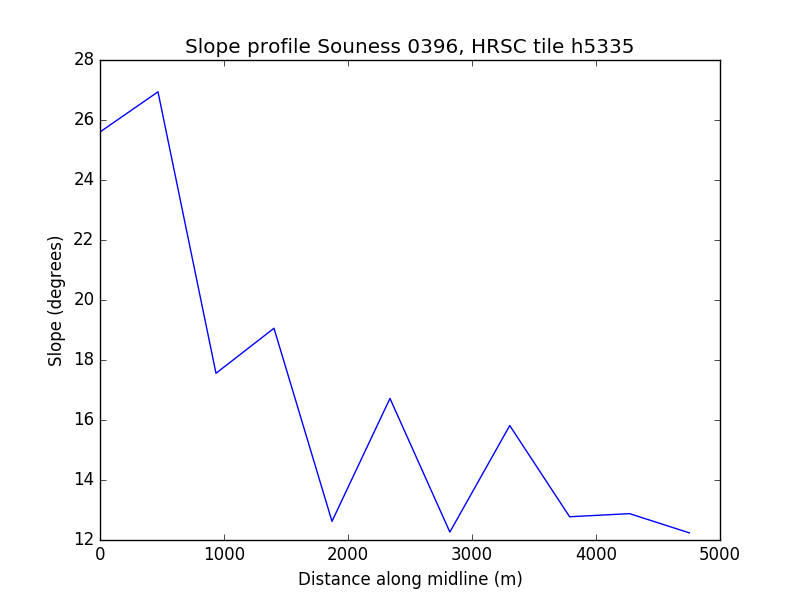 Slope profile Souness 0396, HRSC tile h5335
28
26
24
22
20
18
16
14
12
Slope (degrees)
0 1000 2000 3000 4000 5000
Distance along midline (m)